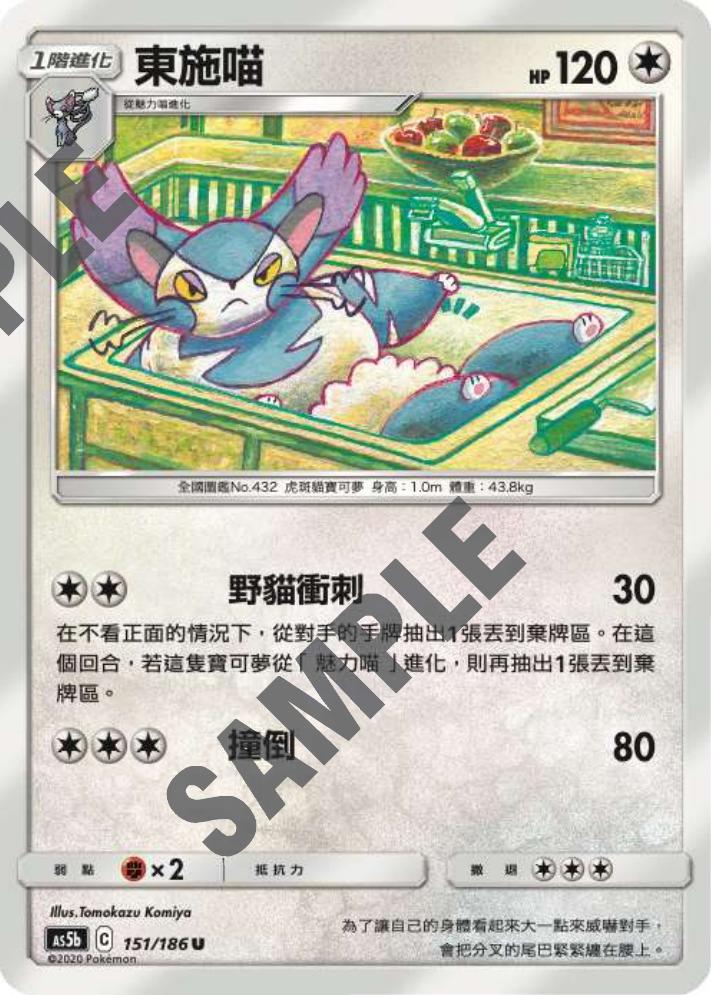 1階進化
東施喵
HP 120
從魅力喵進化
全國圖鑑No.432 虎斑貓寶可夢 身高：1.0m 體重：43.8kg
野貓衝刺 30
在不看正面的情況下，從對手的手牌抽出1張丟到棄牌區。在這
個回合，若這隻寶可夢從「魅力喵」進化，則再抽出1張丟到棄
牌區。
撞倒 80
弱點 ×2 抵抗力 撤退
Illus.Tomokazu Komiya
AS5b C 151/186 U
©2020 Pokémon
為了讓自己的身體看起來大一點來威嚇對手，
會把分叉的尾巴緊緊纏在腰上。
SAMPLE
PLE